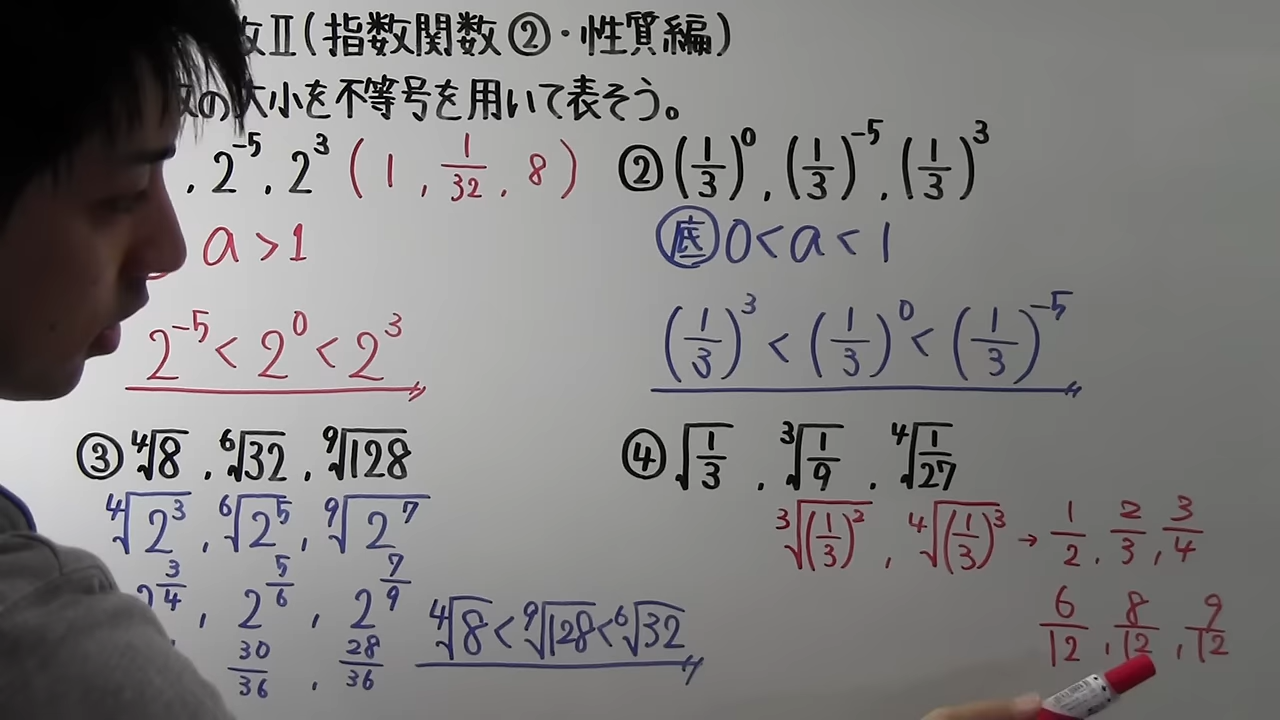 Ⅱ(指数関数②・性質編)
の大小を不等号を用いて表そう。
, 2^{-5}, 2^3 (1, 1/32, 8)
a > 1
2^{-5} < 2^0 < 2^3
② (1/3)^0, (1/3)^{-5}, (1/3)^3
底 0 < a < 1
(1/3)^3 < (1/3)^0 < (1/3)^{-5}
③ ⁴√8, ⁶√32, ⁹√128
⁴√2^3, ⁶√2^5, ⁹√2^7
2^{3/4}, 2^{5/6}, 2^{7/9}
30/36, 28/36
⁴√8 < ⁹√128 < ⁶√32
④ √(1/3), ³√(1/9), ⁴√(1/27)
³√(1/3)^2, ⁴√(1/3)^3 → 1/2, 2/3, 3/4
6/12, 8/12, 9/12